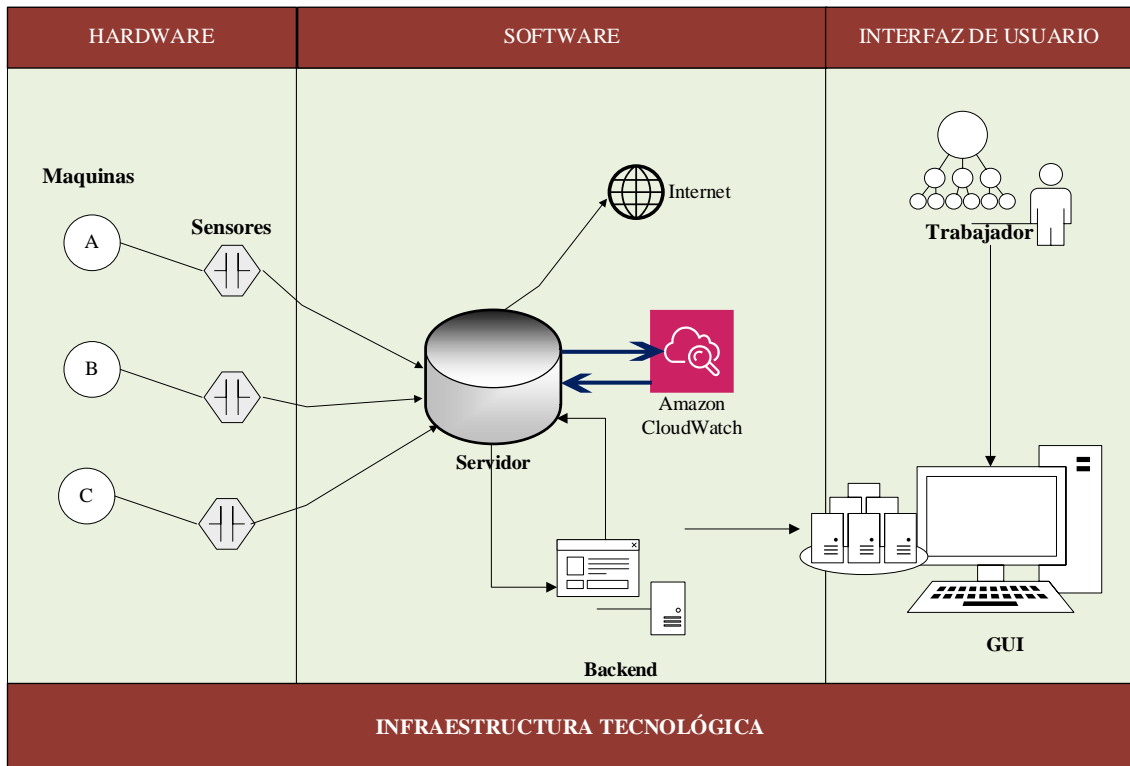 HARDWARE
SOFTWARE
INTERFAZ DE USUARIO
Maquinas
A
Sensores
B
C
Internet
Amazon
CloudWatch
Servidor
Backend
Trabajador
GUI
INFRAESTRUCTURA TECNOLÓGICA